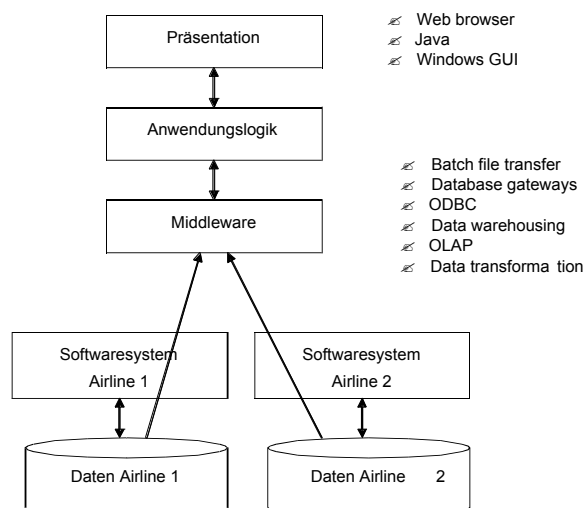 Präsentation
Web browser
Java
Windows GUI
Anwendungslogik
Middleware
Batch file transfer
Database gateways
ODBC
Data warehousing
OLAP
Data transforma tion
Softwaresystem
Airline 1
Softwaresystem
Airline 2
Daten Airline 1
Daten Airline 2